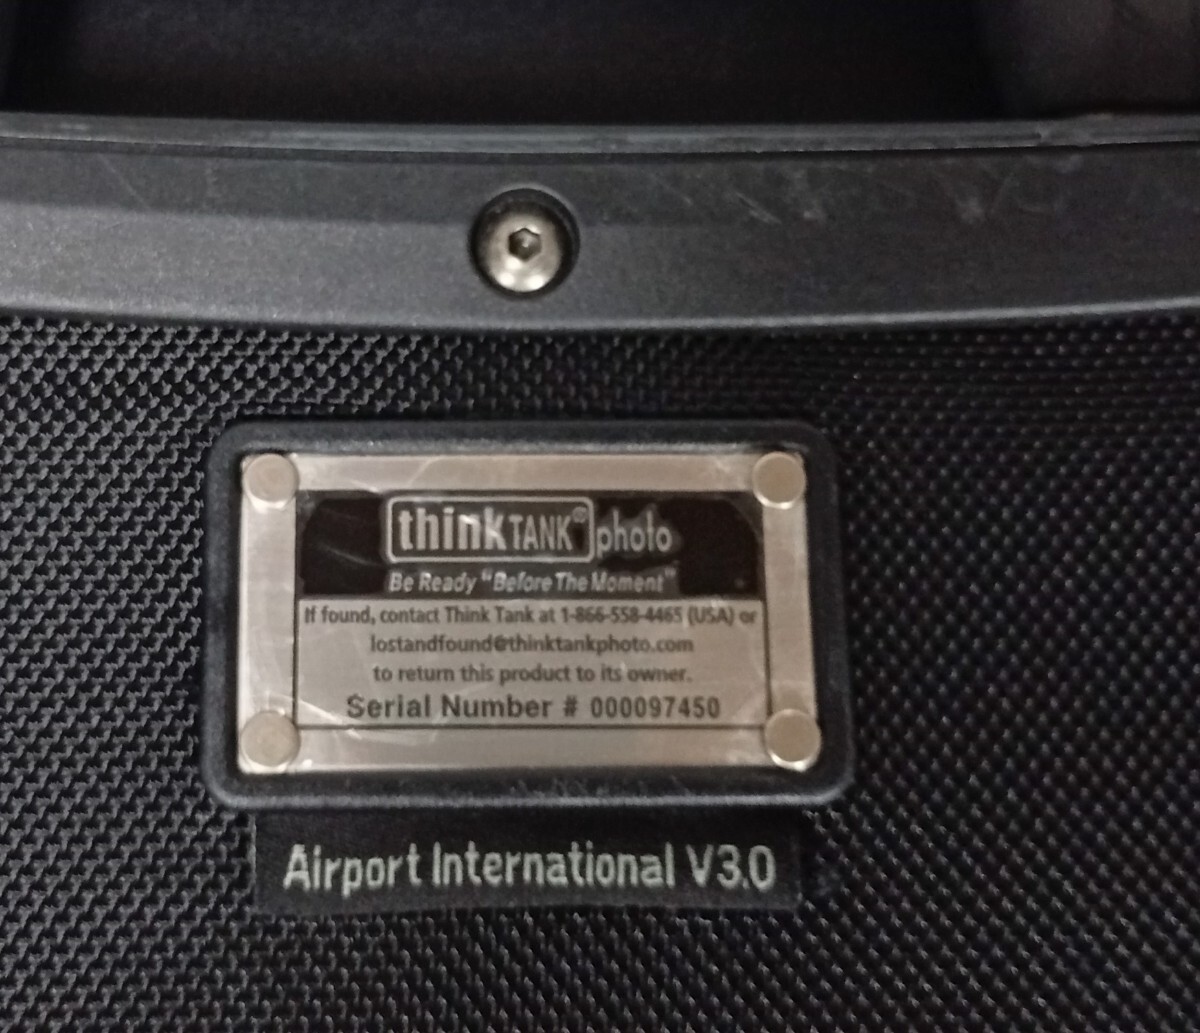 thinkTANK® photo
Be Ready "Before The Moment"
If found, contact Think Tank at 1-866-558-4465 (USA) or
lostandfound@thinktankphoto.com
to return this product to its owner.
Serial Number # 000097450
Airport International V3.0